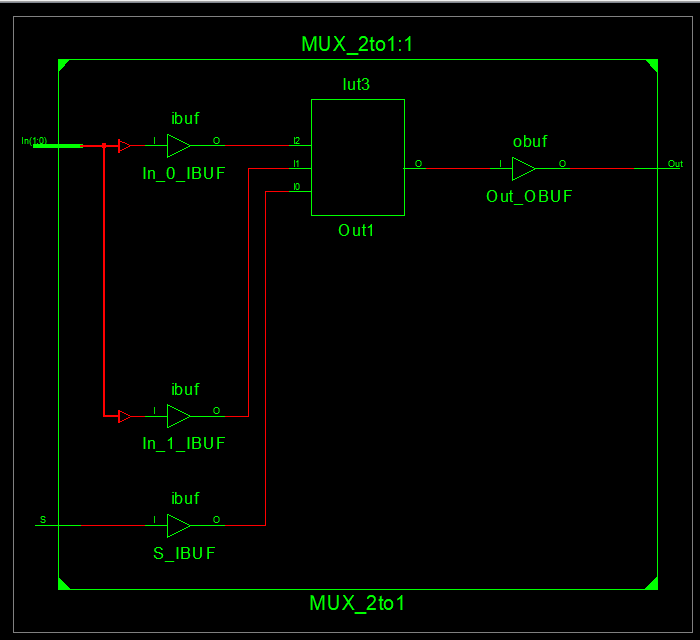 MUX_2to1:1
lut3
ibuf
obuf
In(1:0)
I
O
I2
I1
O
I
O
Out
I0
In_0_IBUF
Out_OBUF
Out1
ibuf
I
O
In_1_IBUF
ibuf
S
I
O
S_IBUF
MUX_2to1